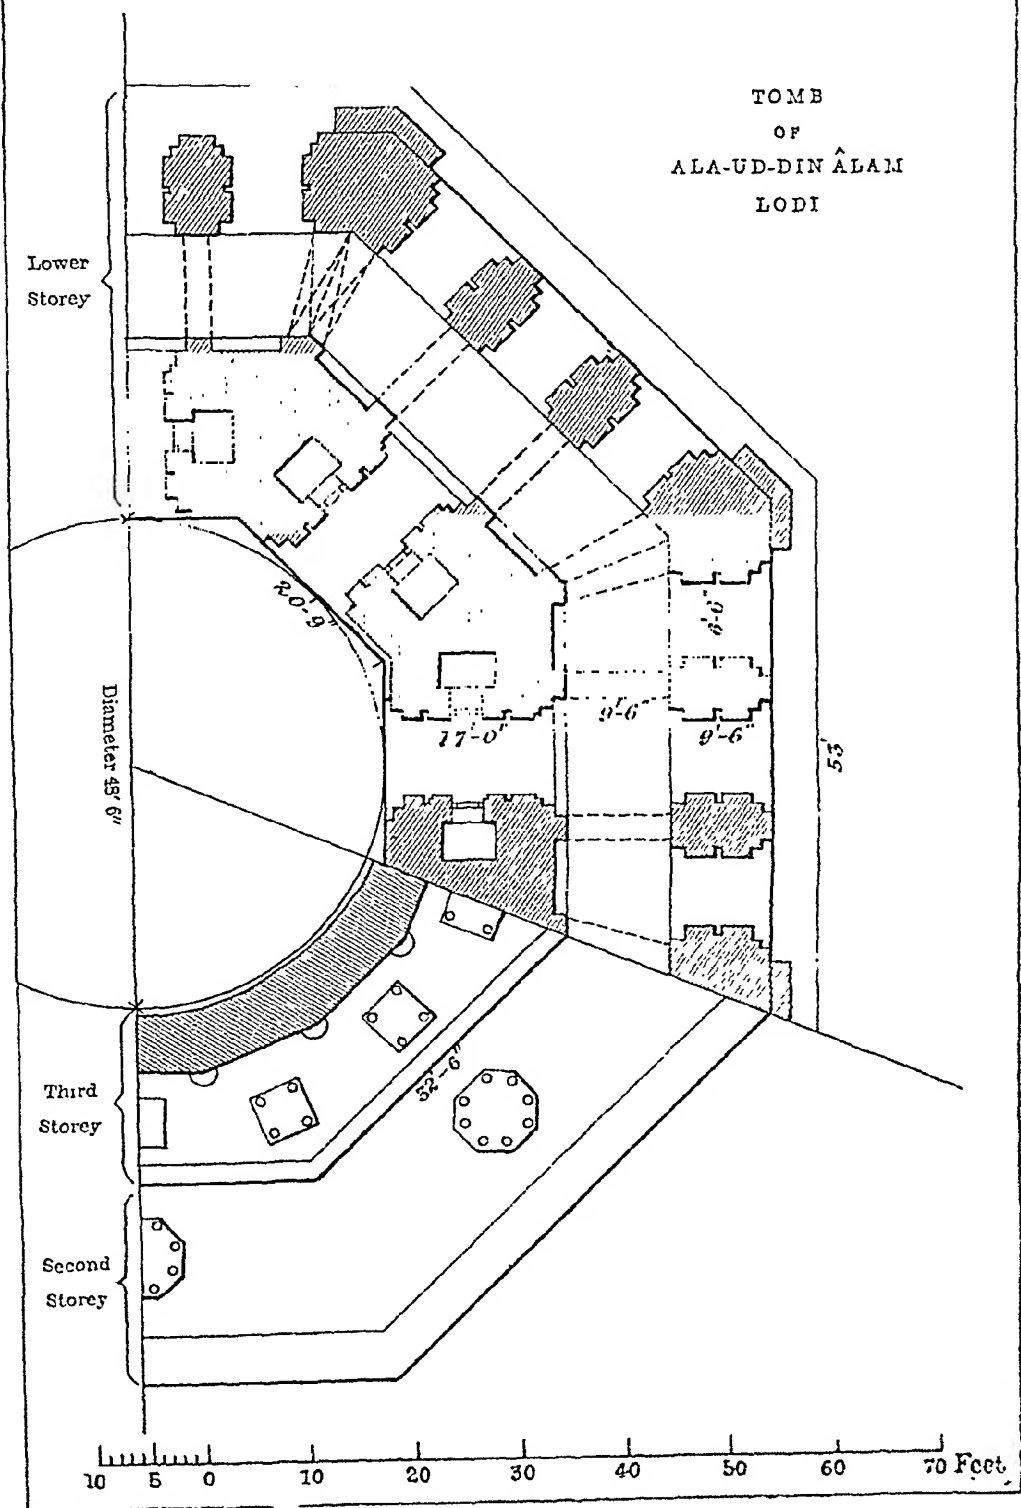 TOMB
OF
ALA-UD-DIN ÂLAM
LODI
Lower
Storey
20'-9"
6'-6"
9'-6"
9'-6"
17'-0"
53'
Diameter 48' 6"
32'-6"
Third
Storey
Second
Storey
10 5 0 10 20 30 40 50 60 70 Feet